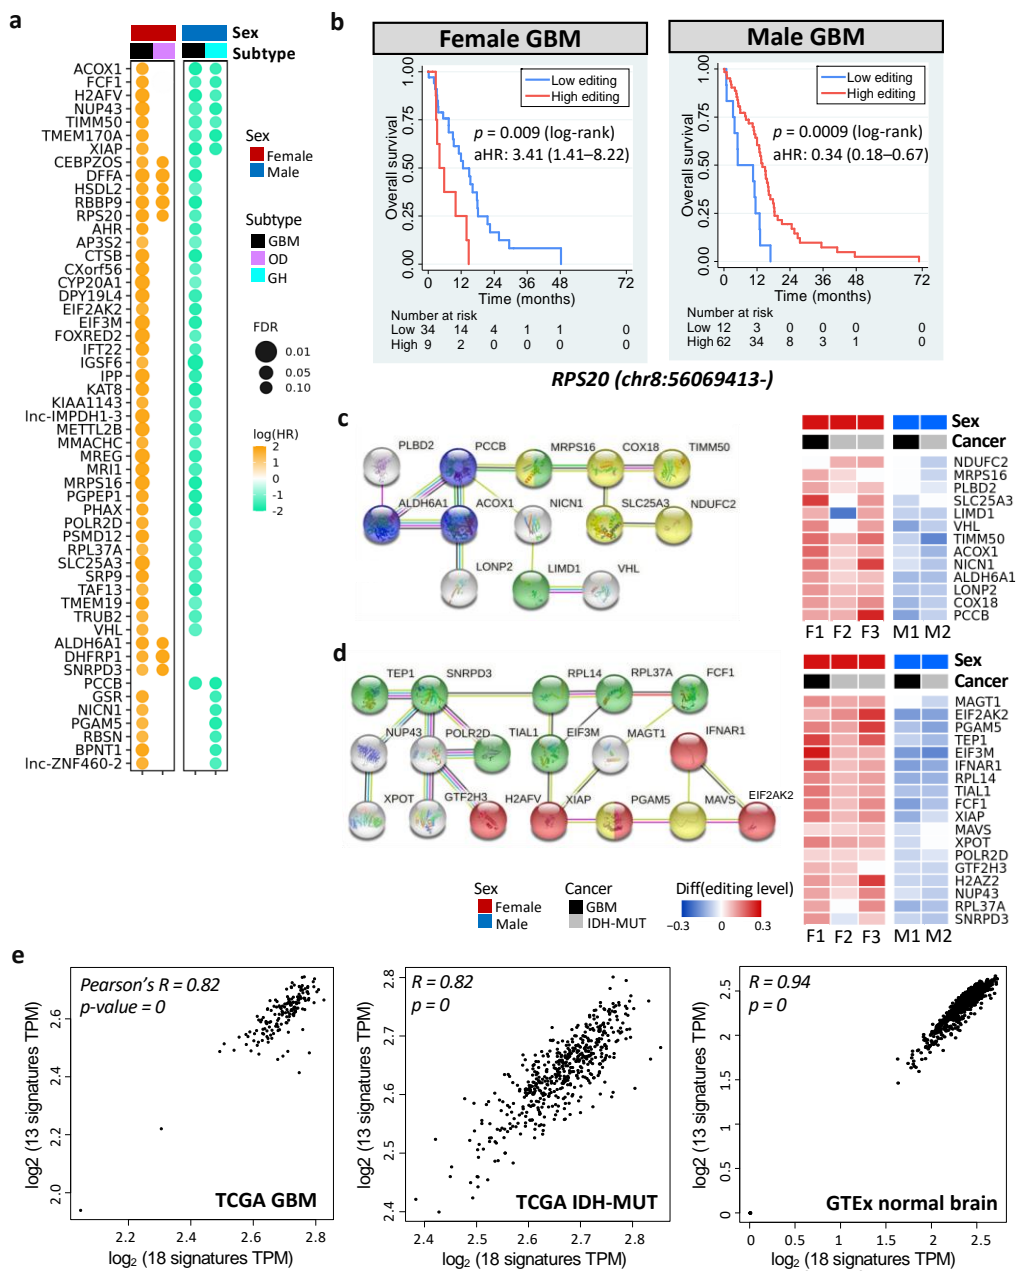 a
Sex
Subtype
ACOX1
FCF1
H2AFV
NUP43
TIMM50
TMEM170A
XIAP
CEBPZOS
DFFA
HSDL2
RBBP9
RPS20
AHR
AP3S2
CTSB
CXorf56
CYP20A1
DPY19L4
EIF2AK2
EIF3M
FOXRED2
IFT22
IGSF6
IPP
KAT8
KIAA1143
lnc-IMPDH1-3
METTL2B
MMACHC
MREG
MRI1
MRPS16
PGPEP1
PHAX
POLR2D
PSMD12
RPL37A
SLC25A3
SRP9
TAF13
TMEM19
TRUB2
VHL
ALDH6A1
DHFRP1
SNRPD3
PCCB
GSR
NICN1
PGAM5
RBSN
BPNT1
lnc-ZNF460-2
Sex
Female
Male
Subtype
GBM
OD
GH
FDR
0.01
0.05
0.10
log(HR)
2
1
0
-1
-2
b
Female GBM
Overall survival
1.00
0.75
0.50
0.25
0.00
Low editing
High editing
p = 0.009 (log-rank)
aHR: 3.41 (1.41–8.22)
0 12 24 36 48 72
Time (months)
Number at risk
Low 34 14 4 1 1 0
High 9 2 0 0 0 0
Male GBM
Overall survival
1.00
0.75
0.50
0.25
0.00
Low editing
High editing
p = 0.0009 (log-rank)
aHR: 0.34 (0.18–0.67)
0 12 24 36 48 72
Time (months)
Number at risk
Low 12 3 0 0 0 0
High 62 34 8 3 1 0
RPS20 (chr8:56069413-)
c
PLBD2 PCCB MRPS16 COX18 TIMM50
ALDH6A1 ACOX1 NICN1 SLC25A3 NDUFC2
LONP2 LIMD1 VHL
Sex
Cancer
NDUFC2
MRPS16
PLBD2
SLC25A3
LIMD1
VHL
TIMM50
ACOX1
NICN1
ALDH6A1
LONP2
COX18
PCCB
F1 F2 F3 M1 M2
d
TEP1 SNRPD3 RPL14 RPL37A FCF1
NUP43 POLR2D TIAL1 EIF3M MAGT1 IFNAR1
XPOT GTF2H3 H2AFV XIAP PGAM5 MAVS EIF2AK2
Sex
Cancer
MAGT1
EIF2AK2
PGAM5
TEP1
EIF3M
IFNAR1
RPL14
TIAL1
FCF1
XIAP
MAVS
XPOT
POLR2D
GTF2H3
H2AZ2
NUP43
RPL37A
SNRPD3
F1 F2 F3 M1 M2
Sex
Female
Male
Cancer
GBM
IDH-MUT
Diff(editing level)
−0.3 0 0.3
e
log2 (13 signatures TPM)
2.6
2.4
2.2
2.0
Pearson's R = 0.82
p-value = 0
TCGA GBM
2.2 2.4 2.6 2.8
log2 (18 signatures TPM)
log2 (13 signatures TPM)
2.8
2.7
2.6
2.5
2.4
R = 0.82
p = 0
TCGA IDH-MUT
2.4 2.5 2.6 2.7 2.8
log2 (18 signatures TPM)
log2 (13 signatures TPM)
2.5
2
1.5
1
0.5
0
R = 0.94
p = 0
GTEx normal brain
0 0.5 1 1.5 2 2.5
log2 (18 signatures TPM)